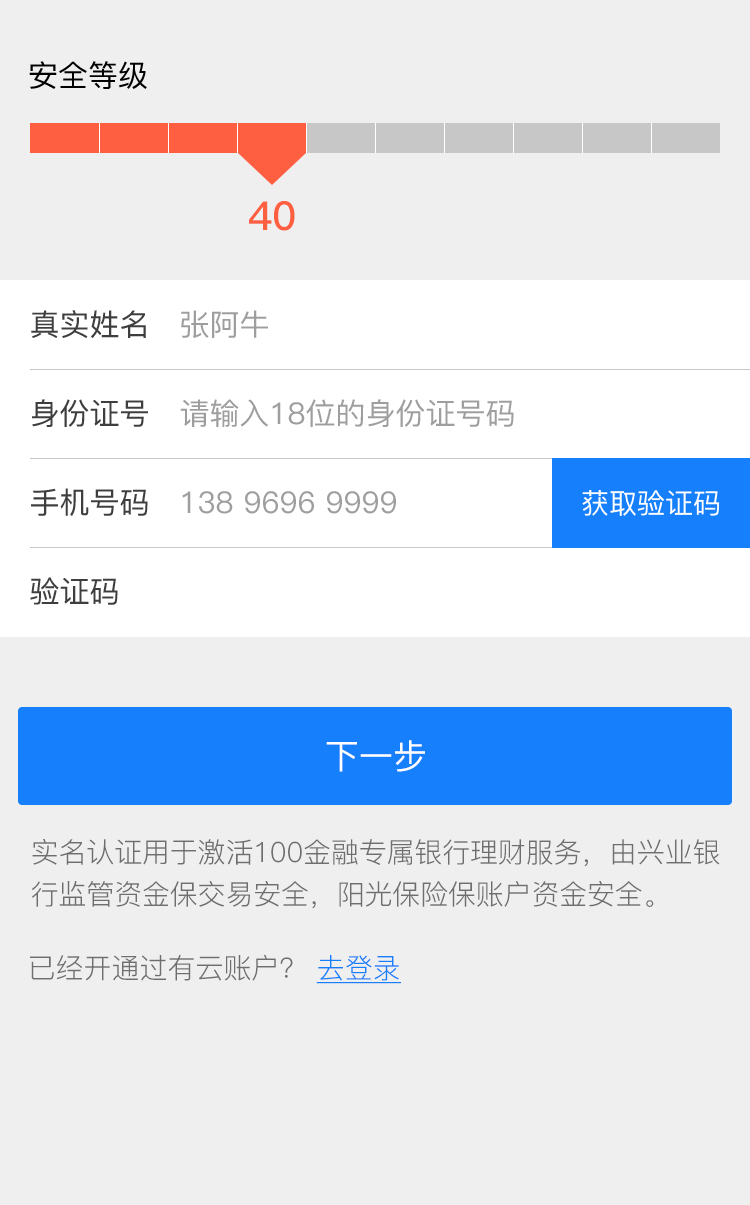 安全等级
40
真实姓名 张阿牛
身份证号 请输入18位的身份证号码
手机号码 138 9696 9999 获取验证码
验证码
下一步
实名认证用于激活100金融专属银行理财服务，由兴业银
行监管资金保交易安全，阳光保险保账户资金安全。
已经开通过有云账户？ 去登录